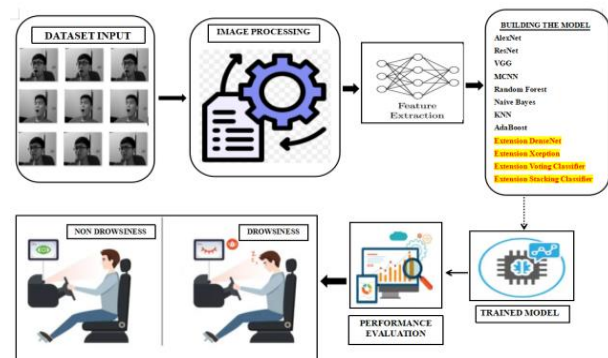 DATASET INPUT
IMAGE PROCESSING
Feature
Extraction
BUILDING THE MODEL
AlexNet
ResNet
VGG
MCNN
Random Forest
Naive Bayes
KNN
AdaBoost
Extension DenseNet
Extension Xception
Extension Voting Classifier
Extension Stacking Classifier
NON DROWSINESS
DROWSINESS
PERFORMANCE
EVALUATION
TRAINED MODEL